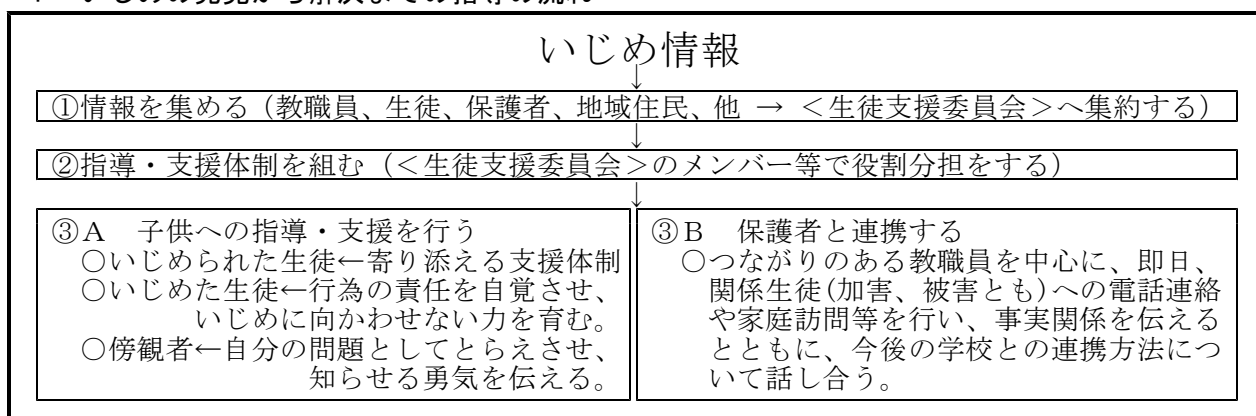 いじめ情報
↓
①情報を集める（教職員、生徒、保護者、地域住民、他 → ＜生徒支援委員会＞へ集約する）
↓
②指導・支援体制を組む（＜生徒支援委員会＞のメンバー等で役割分担をする）
↓
③A　子供への指導・支援を行う
○いじめられた生徒←寄り添える支援体制
○いじめた生徒←行為の責任を自覚させ、
いじめに向かわせない力を育む。
○傍観者←自分の問題としてとらえさせ、
知らせる勇気を伝える。
③B　保護者と連携する
○つながりのある教職員を中心に、即日、
関係生徒(加害、被害とも)への電話連絡
や家庭訪問等を行い、事実関係を伝える
とともに、今後の学校との連携方法につ
いて話し合う。